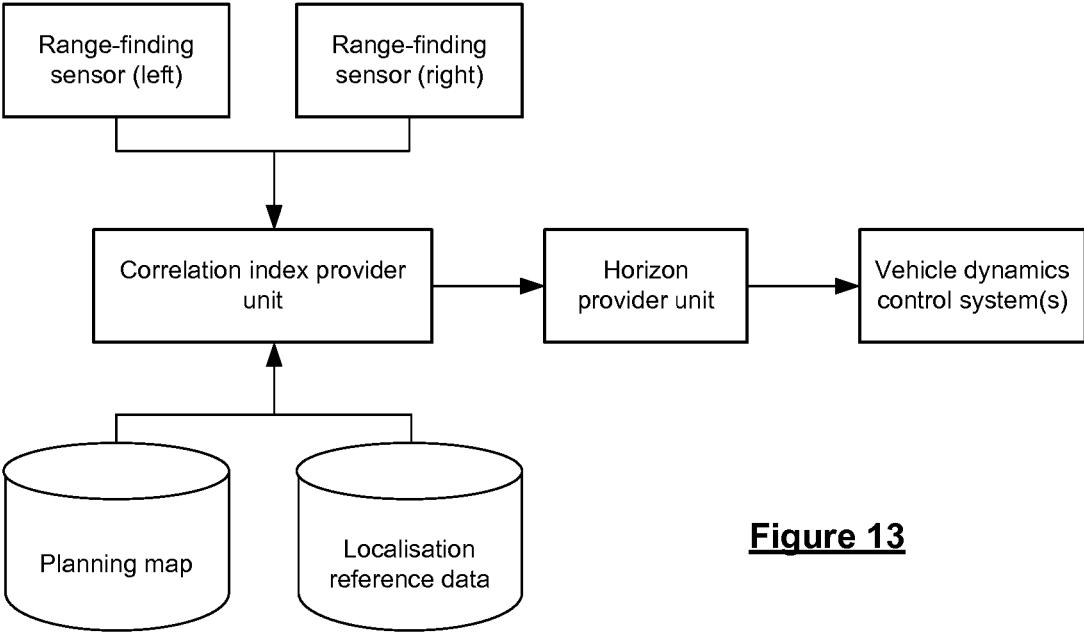 Range-finding
sensor (left)
Range-finding
sensor (right)
Correlation index provider
unit
Horizon
provider unit
Vehicle dynamics
control system(s)
Planning map
Localisation
reference data
Figure 13